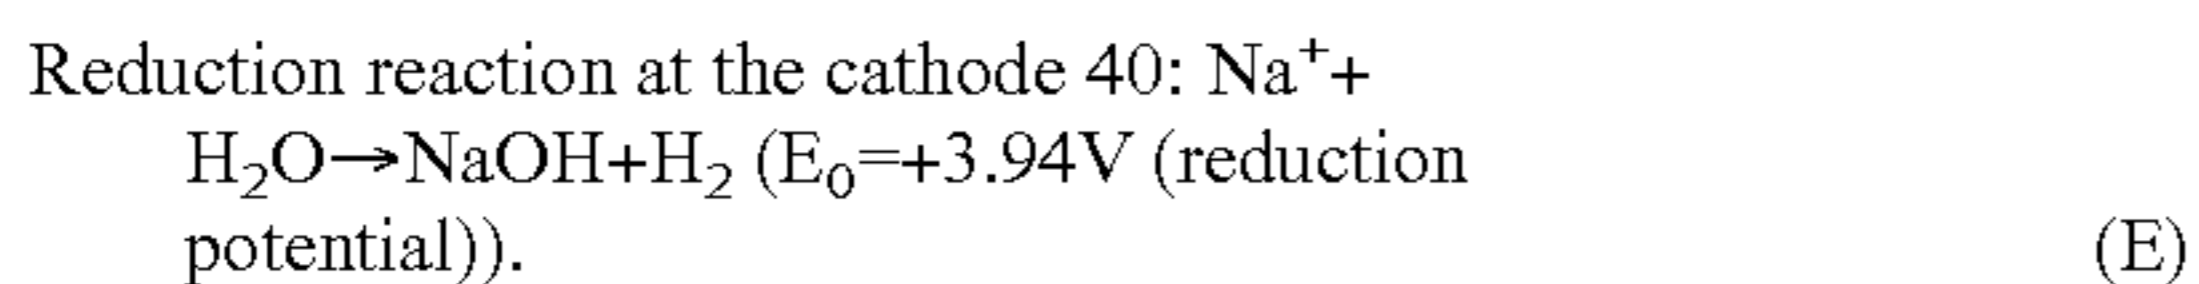 Reduction reaction at the cathode 40: Na⁺+
H₂O→NaOH+H₂ (E₀=+3.94V (reduction
potential)). (E)